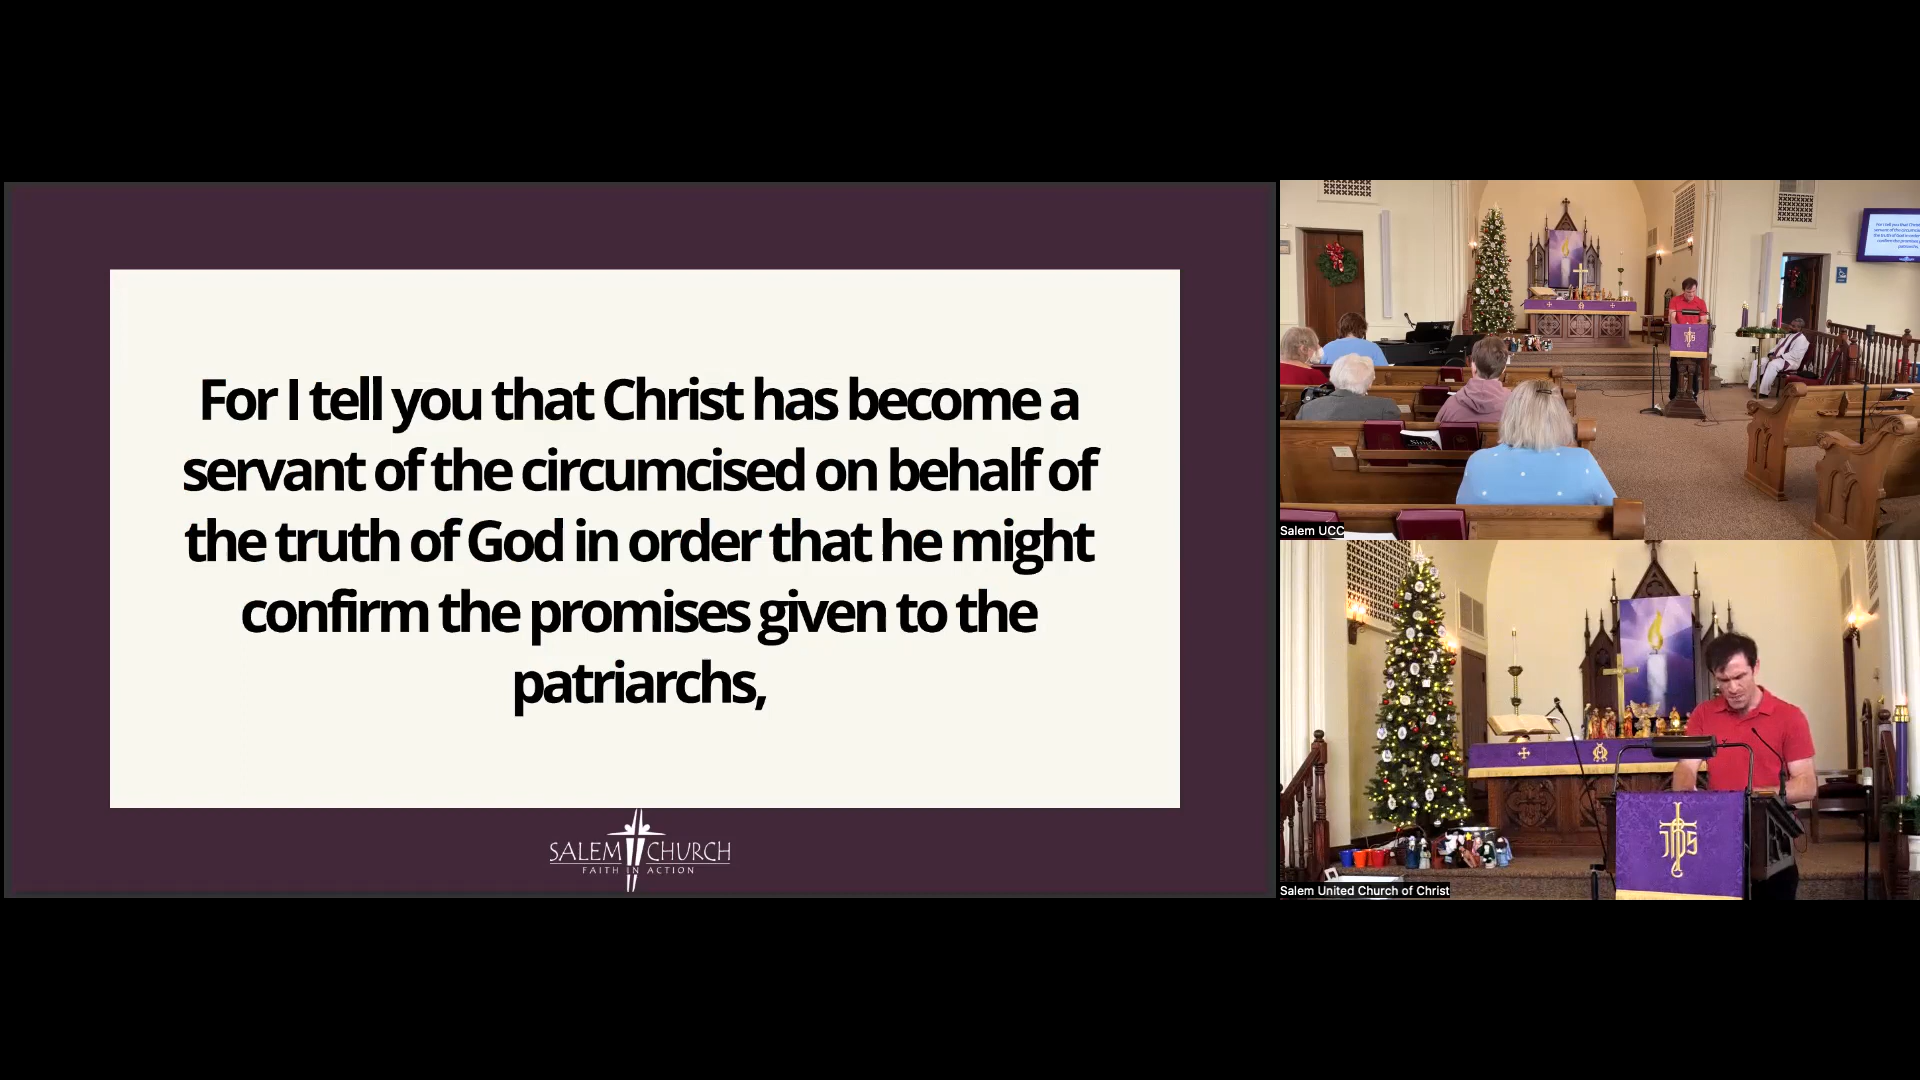 For I tell you that Christ has become a
servant of the circumcised on behalf of
the truth of God in order that he might
confirm the promises given to the
patriarchs,
SALEM CHURCH
FAITH IN ACTION
Salem UCC
Salem United Church of Christ